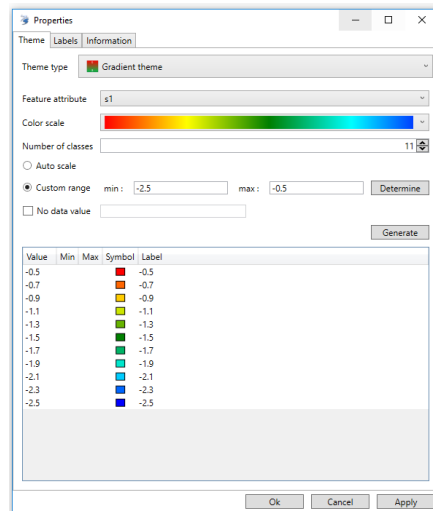 Properties
Theme Labels Information
Theme type Gradient theme
Feature attribute s1
Color scale
Number of classes 11
Auto scale
Custom range min : -2.5 max : -0.5 Determine
No data value
Generate
Value Min Max Symbol Label
-0.5 -0.5
-0.7 -0.7
-0.9 -0.9
-1.1 -1.1
-1.3 -1.3
-1.5 -1.5
-1.7 -1.7
-1.9 -1.9
-2.1 -2.1
-2.3 -2.3
-2.5 -2.5
Ok Cancel Apply